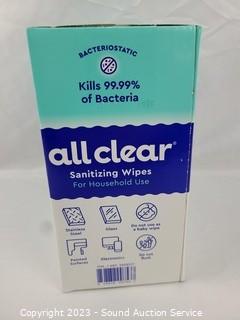 BACTERIOSTATIC
Kills 99.99%
of Bacteria
all clear
Sanitizing Wipes
For Household Use
Stainless
Steel
Glass
Do not use as
a baby wipe
Painted
Surfaces
Electronics
Do not
flush
Copyright 2023 - Sound Auction Service